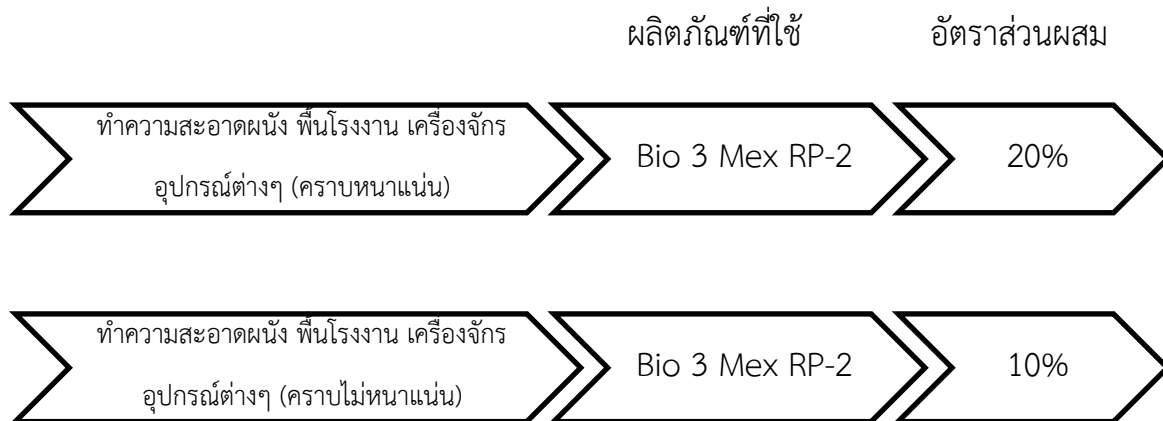 ผลิตภัณฑ์ที่ใช้ อัตราส่วนผสม
ทำความสะอาดผนัง พื้นโรงงาน เครื่องจักร
อุปกรณ์ต่างๆ (คราบหนาแน่น)
Bio 3 Mex RP-2
20%
ทำความสะอาดผนัง พื้นโรงงาน เครื่องจักร
อุปกรณ์ต่างๆ (คราบไม่หนาแน่น)
Bio 3 Mex RP-2
10%